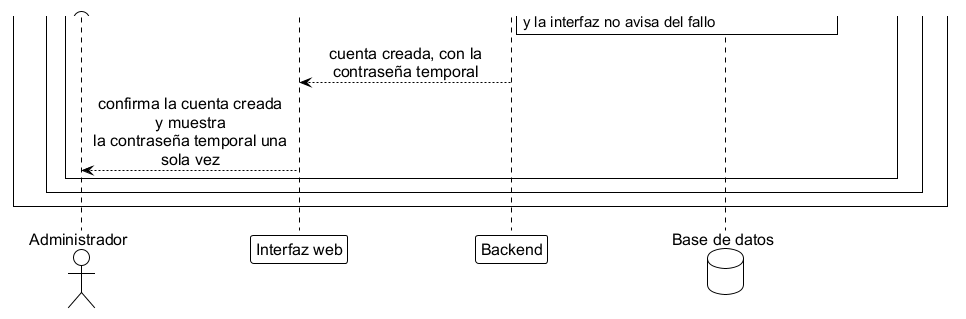 y la interfaz no avisa del fallo
cuenta creada, con la
contraseña temporal
confirma la cuenta creada
y muestra
la contraseña temporal una
sola vez
Administrador
Interfaz web
Backend
Base de datos